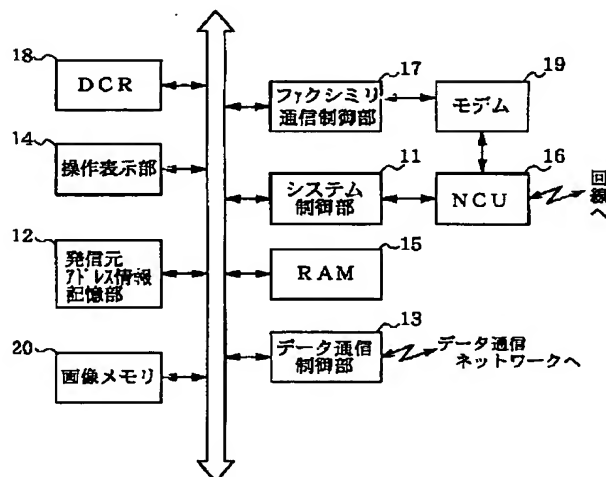 18
DCR
14
操作表示部
12
発信元
アドレス情報
記憶部
20
画像メモリ
17
ファクシミリ
通信制御部
19
モデム
11
システム
制御部
16
NCU
回線へ
15
RAM
13
データ通信
制御部
データ通信
ネットワークへ